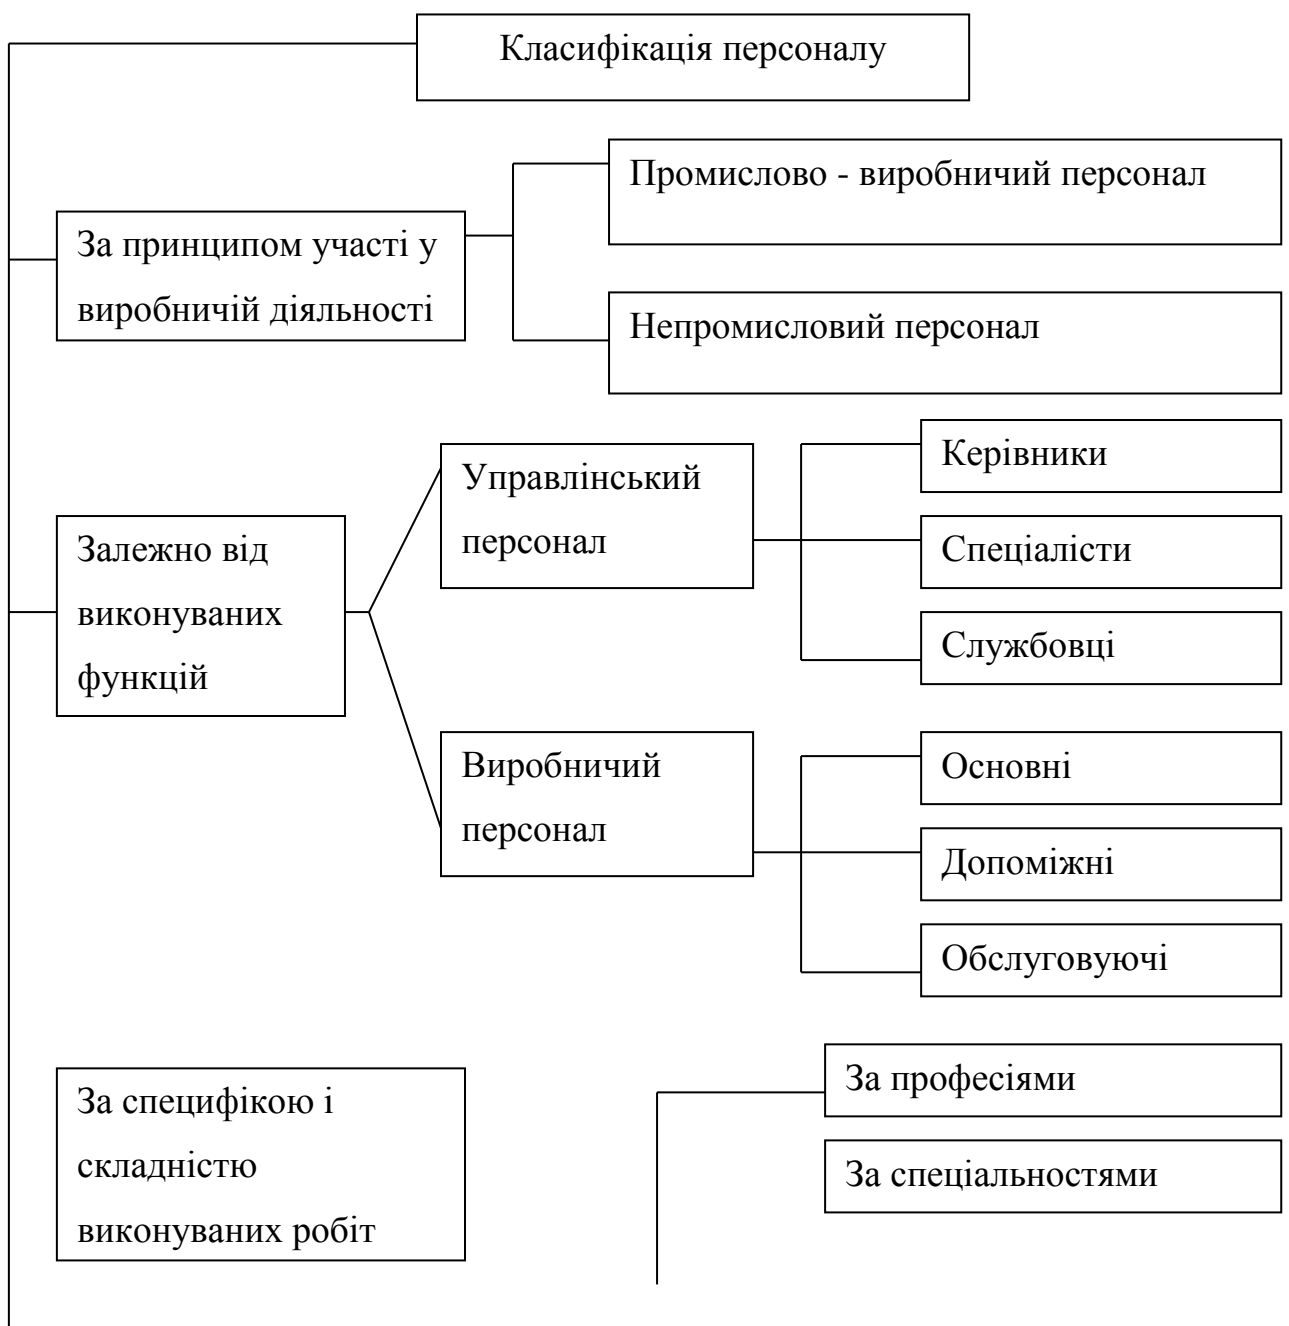 Класифікація персоналу
Промислово - виробничий персонал
За принципом участі у
виробничій діяльності
Непромисловий персонал
Керівники
Управлінський
персонал
Спеціалісти
Службовці
Залежно від
виконуваних
функцій
Виробничий
персонал
Основні
Допоміжні
Обслуговуючі
За специфікою і
складністю
виконуваних робіт
За професіями
За спеціальностями